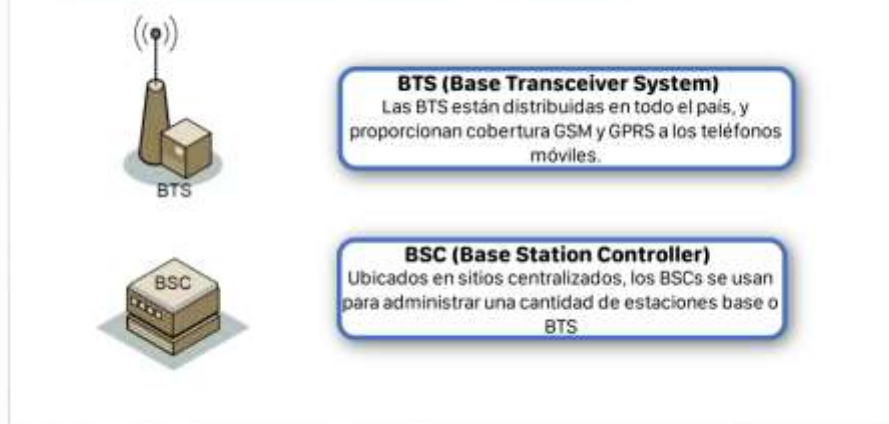 BTS (Base Transceiver System)
Las BTS están distribuidas en todo el país, y
proporcionan cobertura GSM y GPRS a los teléfonos
móviles.
BTS
BSC (Base Station Controller)
BSC
Ubicados en sitios centralizados, los BSCs se usan
para administrar una cantidad de estaciones base o
BTS